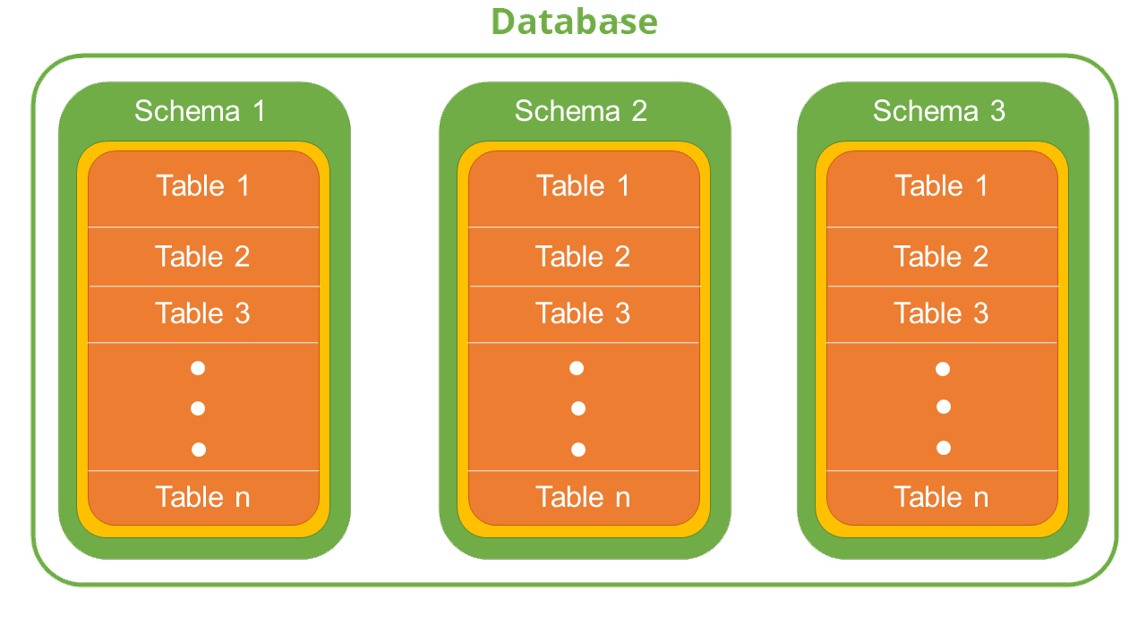 Database
Schema 1
Table 1
Table 2
Table 3
Table n
Schema 2
Table 1
Table 2
Table 3
Table n
Schema 3
Table 1
Table 2
Table 3
Table n